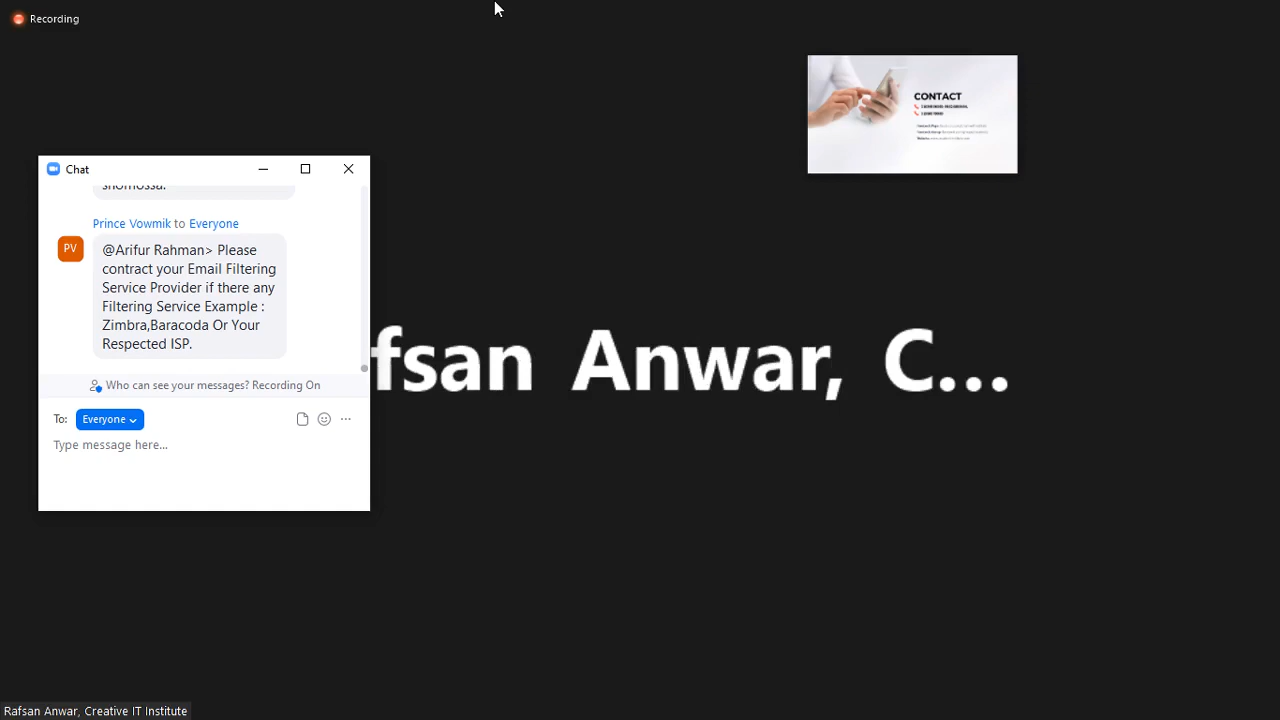 Recording
CONTACT
Chat
shomossa.
Prince Vowmik to Everyone
PV
@Arifur Rahman> Please
contract your Email Filtering
Service Provider if there any
Filtering Service Example :
Zimbra,Baracoda Or Your
Respected ISP.
Who can see your messages? Recording On
To: Everyone
Type message here...
fsan Anwar, C...
Rafsan Anwar, Creative IT Institute